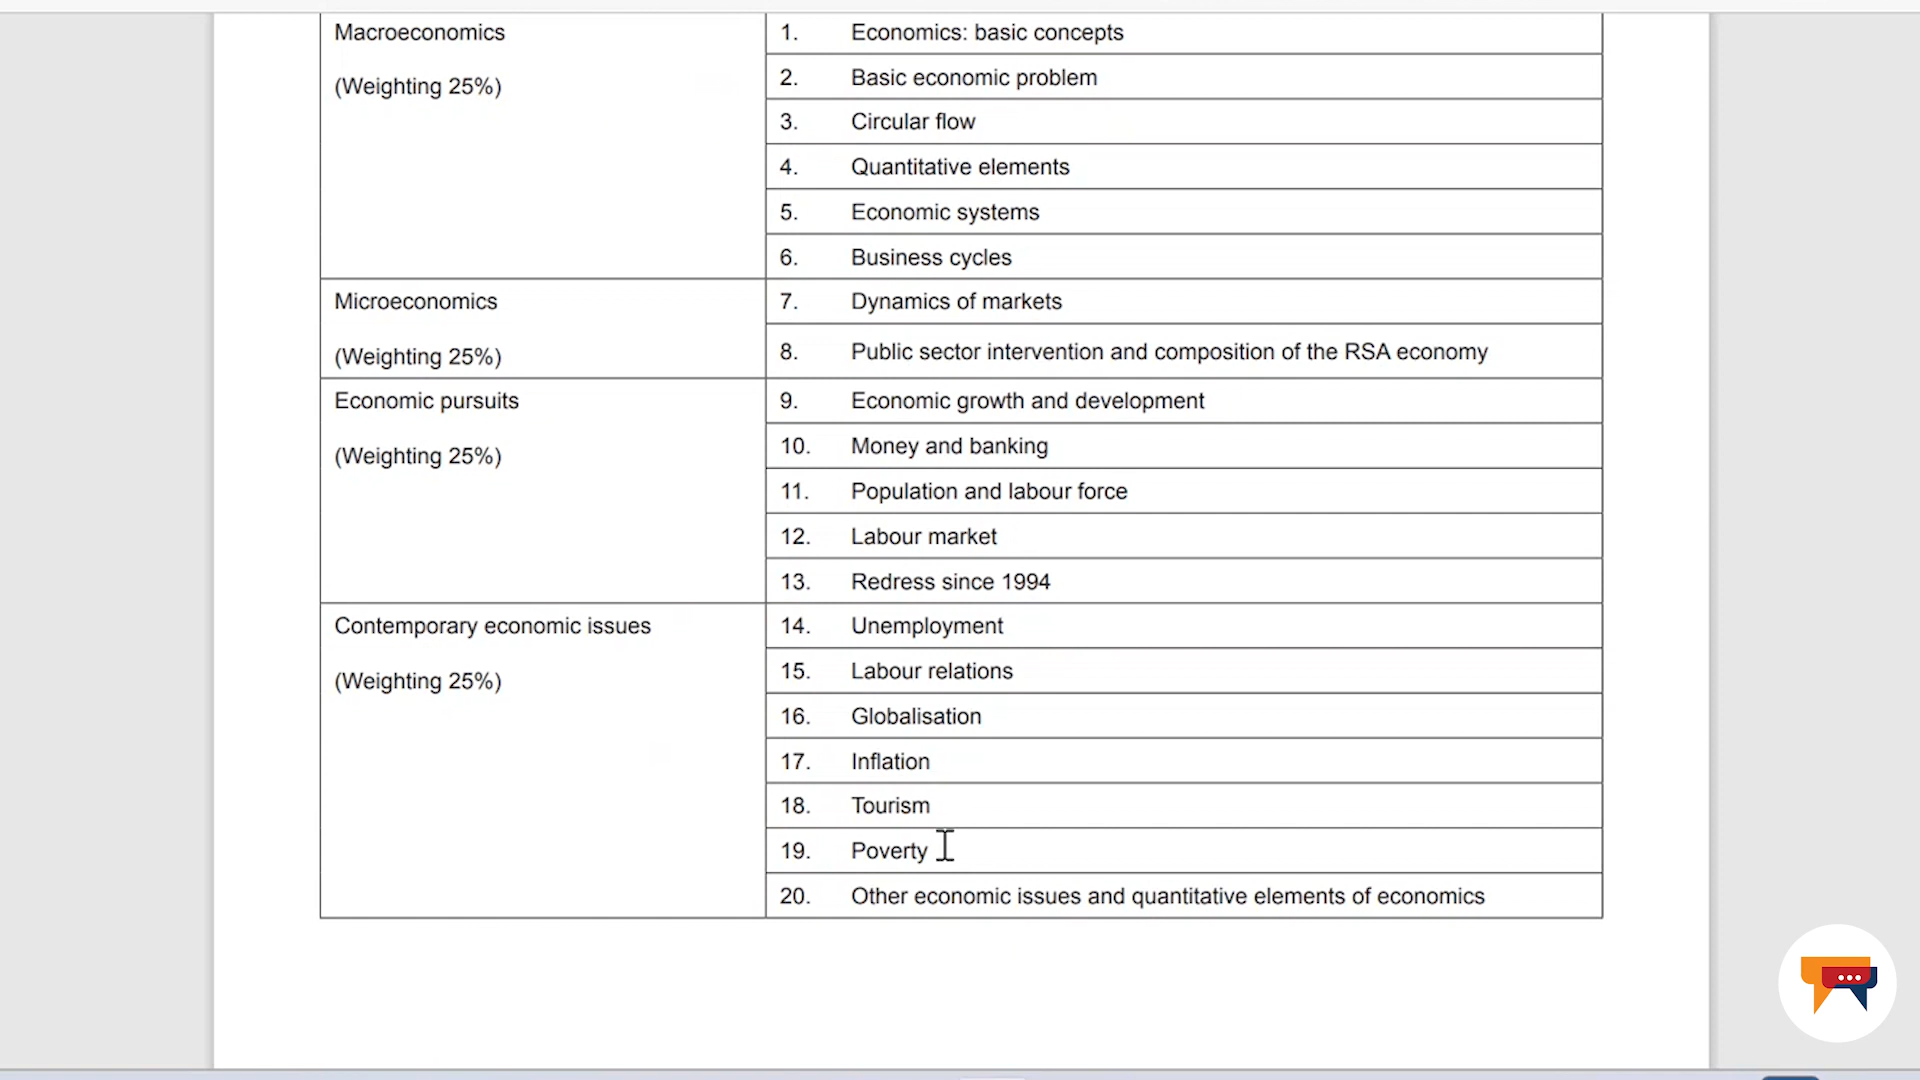 Macroeconomics
(Weighting 25%)
1. Economics: basic concepts
2. Basic economic problem
3. Circular flow
4. Quantitative elements
5. Economic systems
6. Business cycles
Microeconomics
(Weighting 25%)
7. Dynamics of markets
8. Public sector intervention and composition of the RSA economy
Economic pursuits
(Weighting 25%)
9. Economic growth and development
10. Money and banking
11. Population and labour force
12. Labour market
13. Redress since 1994
Contemporary economic issues
(Weighting 25%)
14. Unemployment
15. Labour relations
16. Globalisation
17. Inflation
18. Tourism
19. Poverty
20. Other economic issues and quantitative elements of economics